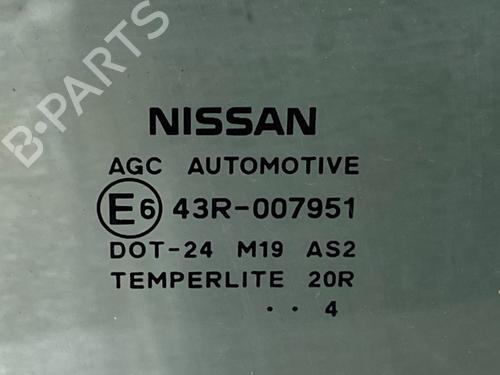 B-PARTS
NISSAN
AGC AUTOMOTIVE
E6 43R-007951
DOT-24 M19 AS2
TEMPERLITE 20R
. . 4